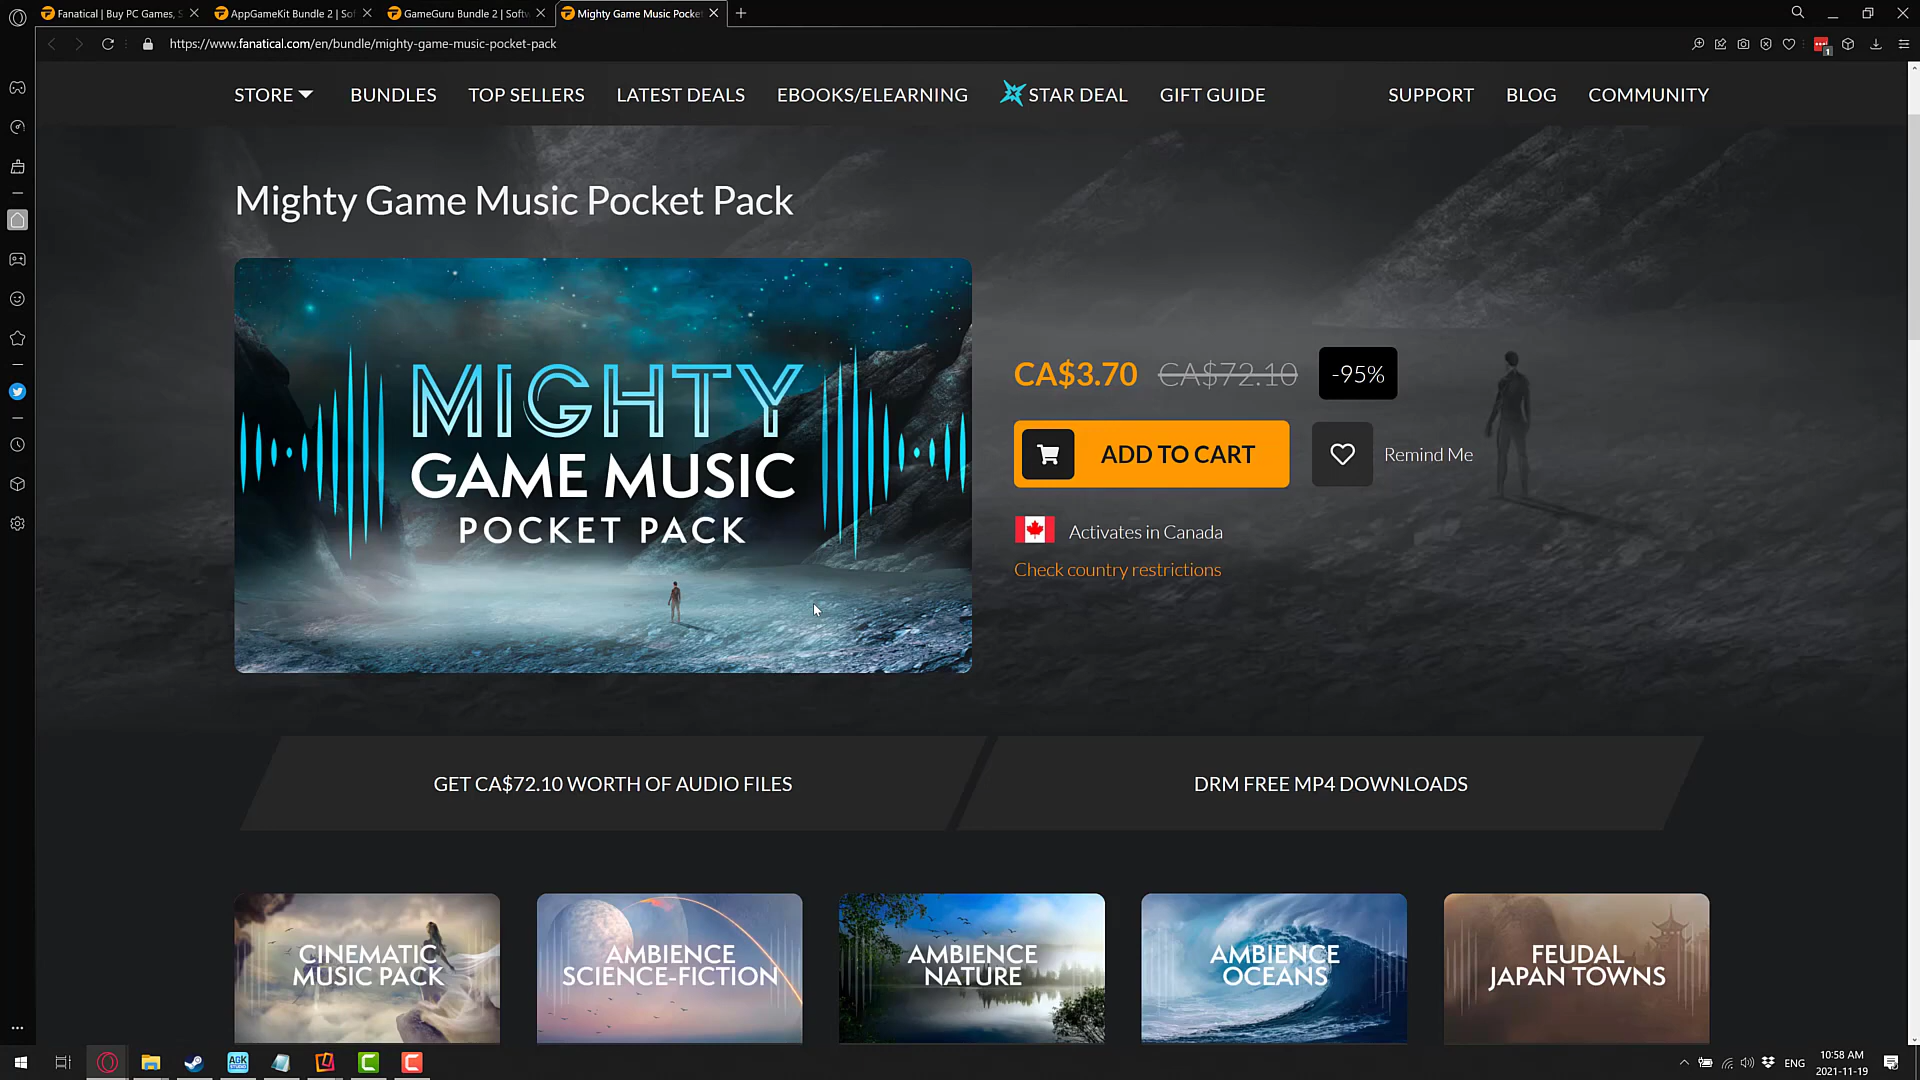 Fanatical | Buy PC Games, S
AppGameKit Bundle 2 | Sof
GameGuru Bundle 2 | Softw
Mighty Game Music Pocket
https://www.fanatical.com/en/bundle/mighty-game-music-pocket-pack
1
STORE BUNDLES TOP SELLERS LATEST DEALS EBOOKS/ELEARNING STAR DEAL GIFT GUIDE SUPPORT BLOG COMMUNITY
Mighty Game Music Pocket Pack
MIGHTY
GAME MUSIC
POCKET PACK
CA$3.70 CA$72.10 -95%
ADD TO CART
Remind Me
Activates in Canada
Check country restrictions
GET CA$72.10 WORTH OF AUDIO FILES
DRM FREE MP4 DOWNLOADS
CINEMATIC
MUSIC PACK
AMBIENCE
SCIENCE-FICTION
AMBIENCE
NATURE
AMBIENCE
OCEANS
FEUDAL
JAPAN TOWNS
AGK
STUDIO
ENG
10:58 AM
2021-11-19